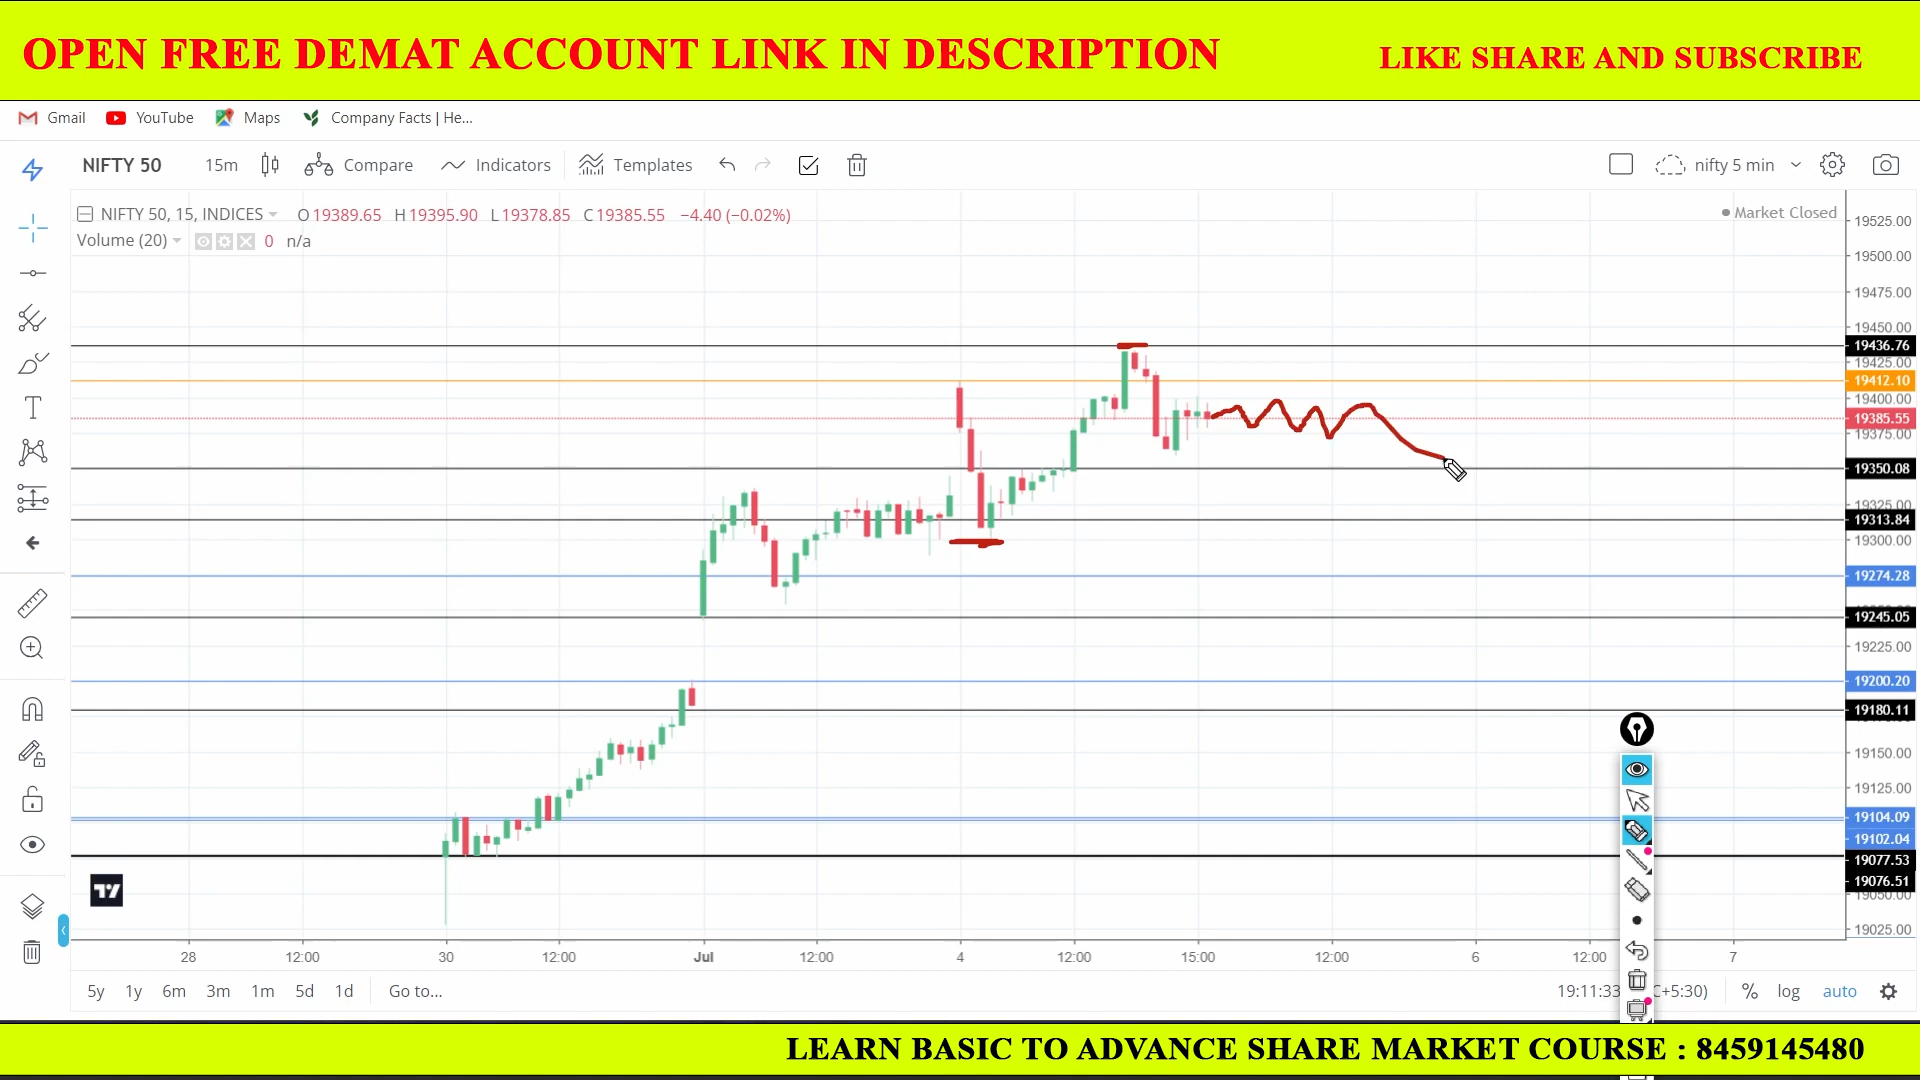 OPEN FREE DEMAT ACCOUNT LINK IN DESCRIPTION
LIKE SHARE AND SUBSCRIBE
Gmail YouTube Maps Company Facts | He...
NIFTY 50 15m Compare Indicators Templates nifty 5 min
NIFTY 50, 15, INDICES O19389.65 H19395.90 L19378.85 C19385.55 −4.40 (−0.02%)
Market Closed
Volume (20) 0 n/a
19525.00
19500.00
19475.00
19450.00
19436.76
19425.00
19412.10
19400.00
19385.55
19375.00
19350.08
19325.00
19313.84
19300.00
19274.28
19245.05
19225.00
19200.20
19180.11
19150.00
19125.00
19104.09
19102.04
19077.53
19076.51
19025.00
28 12:00 30 12:00 Jul 12:00 4 12:00 15:00 12:00 6 12:00 7
5y 1y 6m 3m 1m 5d 1d Go to... 19:11:33 C+5:30) % log auto
LEARN BASIC TO ADVANCE SHARE MARKET COURSE : 8459145480